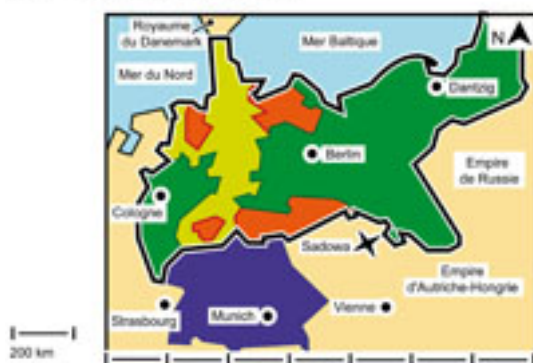 Royaume
du Danemark
Mer Baltique
N
Mer du Nord
Dantzig
Berlin
Empire
de Russie
Cologne
Sadowa
Empire
d'Autriche-Hongrie
Strasbourg
Munich
Vienne
200 km